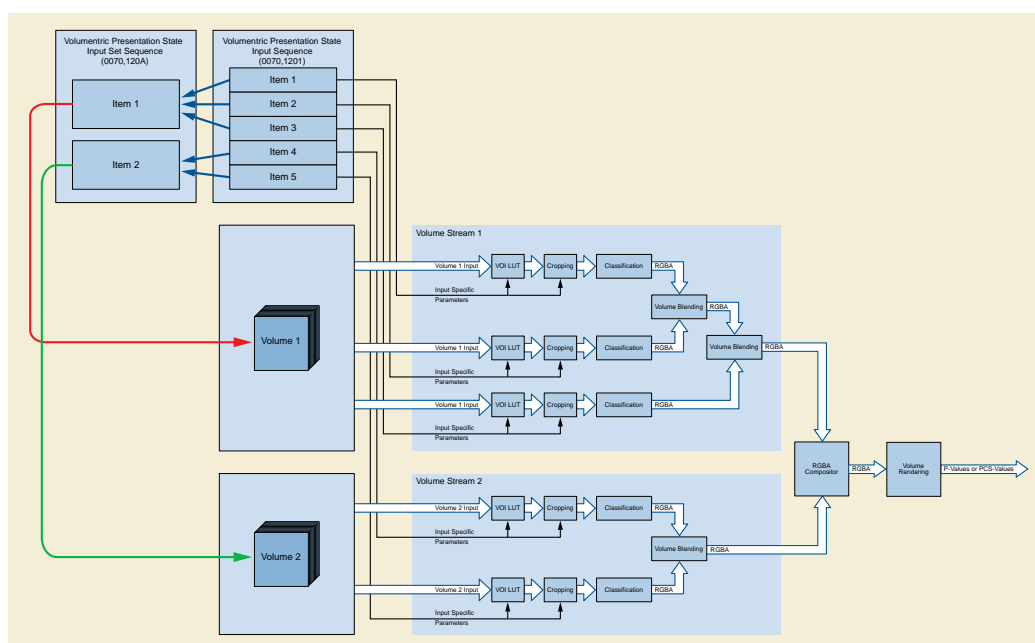 Volumentric Presentation State
Input Set Sequence
(0070,120A)
Item 1
Item 2
Volumentric Presentation State
Input Sequence
(0070,1201)
Item 1
Item 2
Item 3
Item 4
Item 5
Volume 1
Volume Stream 1
Volume 1 Input
VOI LUT
Cropping
Classification
RGBA
Input Specific
Parameters
Volume Blending
RGBA
Volume 1 Input
VOI LUT
Cropping
Classification
RGBA
Input Specific
Parameters
Volume Blending
RGBA
Volume 1 Input
VOI LUT
Cropping
Classification
RGBA
Input Specific
Parameters
RGBA
Compositor
RGBA
Volume
Rendering
P-Values or PCS-Values
Volume 2
Volume Stream 2
Volume 2 Input
VOI LUT
Cropping
Classification
RGBA
Input Specific
Parameters
Volume Blending
RGBA
Volume 2 Input
VOI LUT
Cropping
Classification
RGBA
Input Specific
Parameters